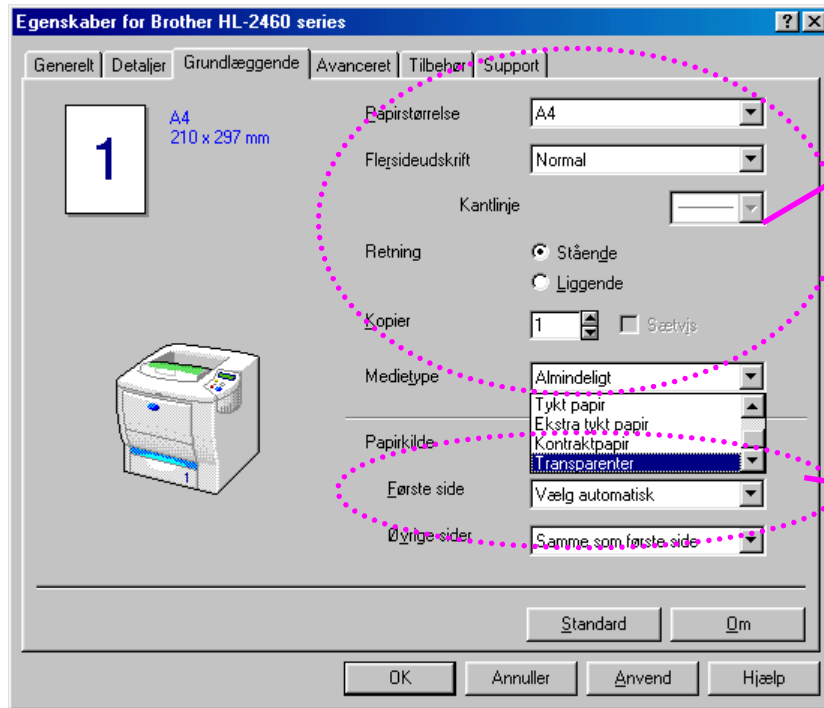 Egenskaber for Brother HL-2460 series
Generelt Detaljer Grundlæggende Avanceret Tilbehør Support
1
A4
210 x 297 mm
Papirstørrelse A4
Flersideudskrift Normal
Kantlinje
Retning Stående
Liggende
Kopier 1 Sætvis
Medietype Almindeligt
Tykt papir
Ekstra tykt papir
Kontraktpapir
Transparenter
Papirkilde
Første side Vælg automatisk
Øvrige sider Samme som første side
1
Standard Om
OK Annuller Anvend Hjælp